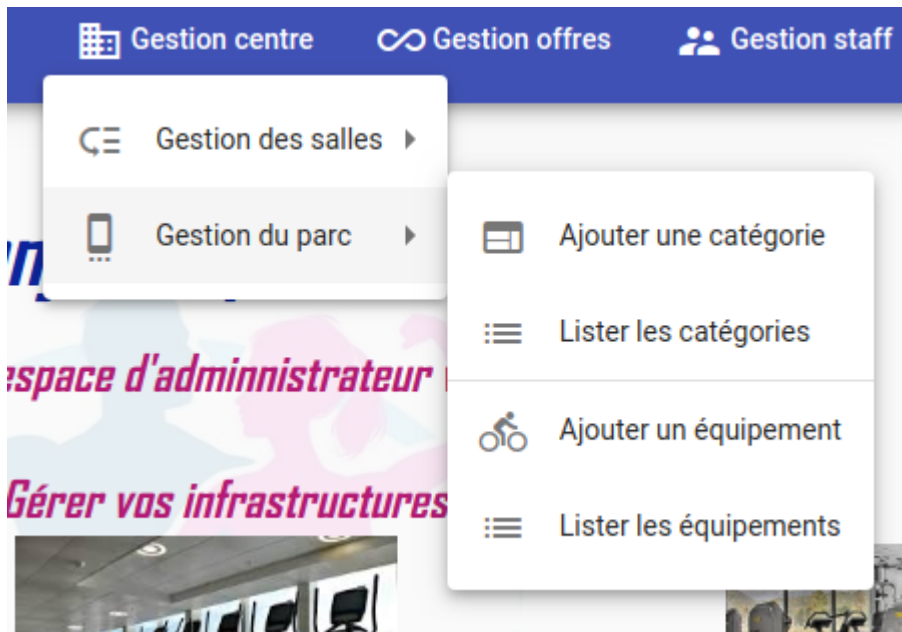 Gestion centre
Gestion offres
Gestion staff
Gestion des salles
Gestion du parc
Ajouter une catégorie
Lister les catégories
espace d'adminnistrateur
Ajouter un équipement
Gérer vos infrastructures
Lister les équipements